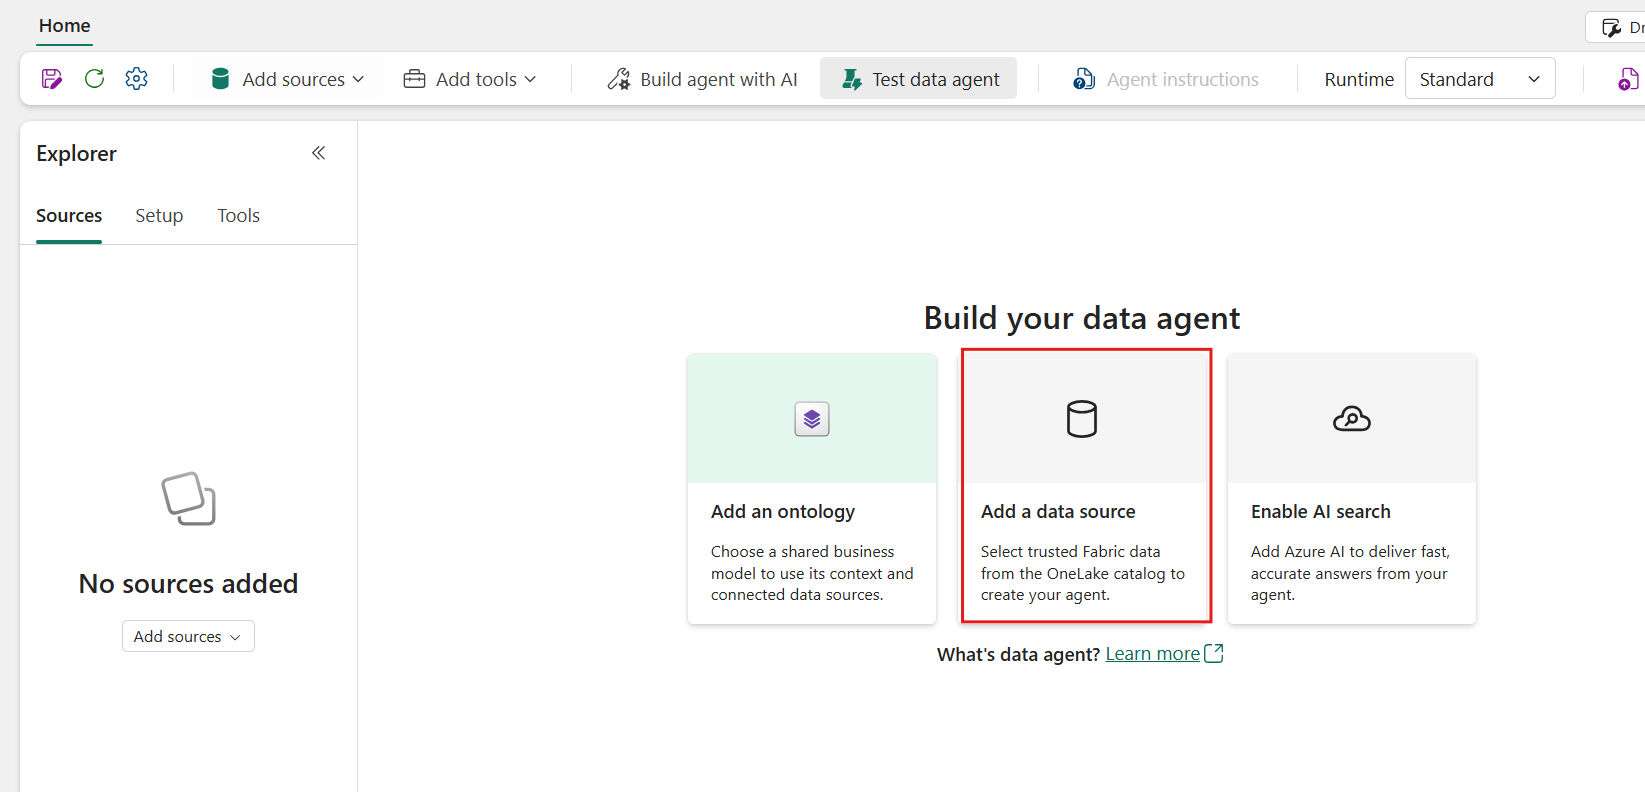 Home
Add sources
Add tools
Build agent with AI
Test data agent
Agent instructions
Runtime
Standard
Explorer
Sources
Setup
Tools
No sources added
Add sources
Build your data agent
Add an ontology
Choose a shared business
model to use its context and
connected data sources.
Add a data source
Select trusted Fabric data
from the OneLake catalog to
create your agent.
Enable AI search
Add Azure AI to deliver fast,
accurate answers from your
agent.
What's data agent? Learn more